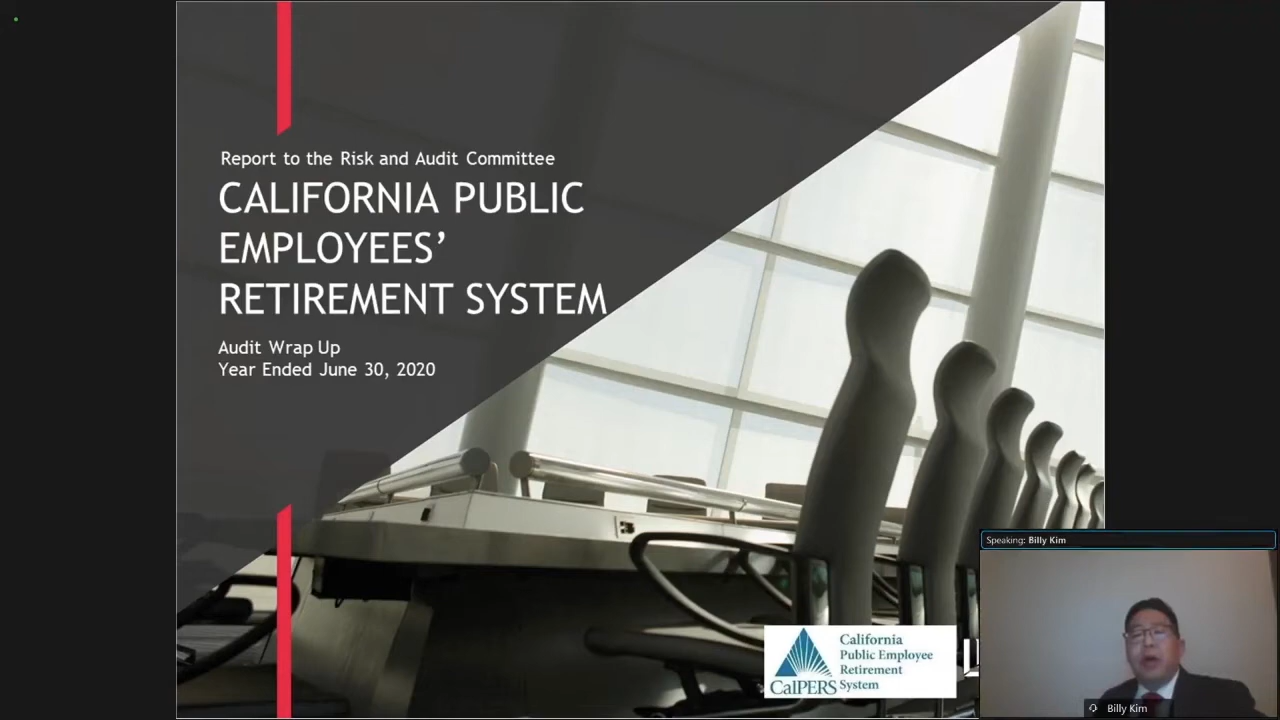 Report to the Risk and Audit Committee
CALIFORNIA PUBLIC
EMPLOYEES’
RETIREMENT SYSTEM
Audit Wrap Up
Year Ended June 30, 2020
Speaking: Billy Kim
California
Public Employee
Retirement
System
CalPERS
Billy Kim